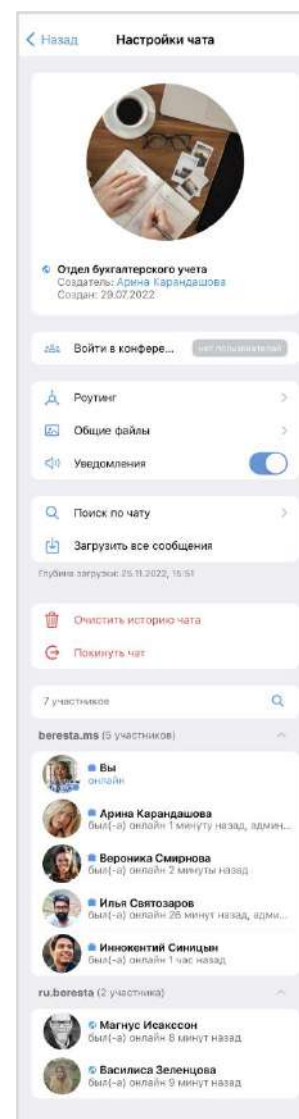 Назад
Настройки чата
Отдел бухгалтерского учета
Создатель: Арина Карандашова
Создан: 29.07.2022
Войти в конфере...
нет пользователей
Роутинг
Общие файлы
Уведомления
Поиск по чату
Загрузить все сообщения
Глубина загрузки: 25.11.2022, 15:51
Очистить историю чата
Покинуть чат
7 участников
beresta.ms (5 участников)
Вы
онлайн
Арина Карандашова
был(-а) онлайн 1 минуту назад, админ...
Вероника Смирнова
был(-а) онлайн 2 минуты назад
Илья Святозаров
был(-а) онлайн 26 минут назад, адми...
Иннокентий Синицын
был(-а) онлайн 1 час назад
ru.beresta (2 участника)
Магнус Исакссон
был(-а) онлайн 8 минут назад
Василиса Зеленцова
был(-а) онлайн 9 минут назад